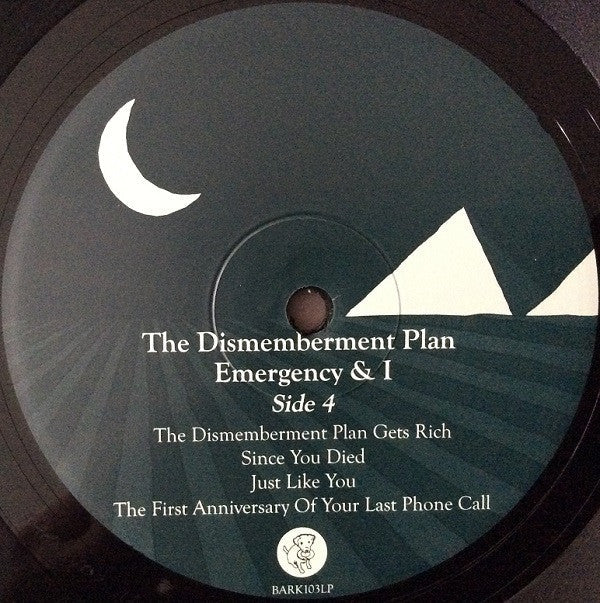 The Dismemberment Plan
Emergency & I
Side 4
The Dismemberment Plan Gets Rich
Since You Died
Just Like You
The First Anniversary Of Your Last Phone Call
BARK103LP